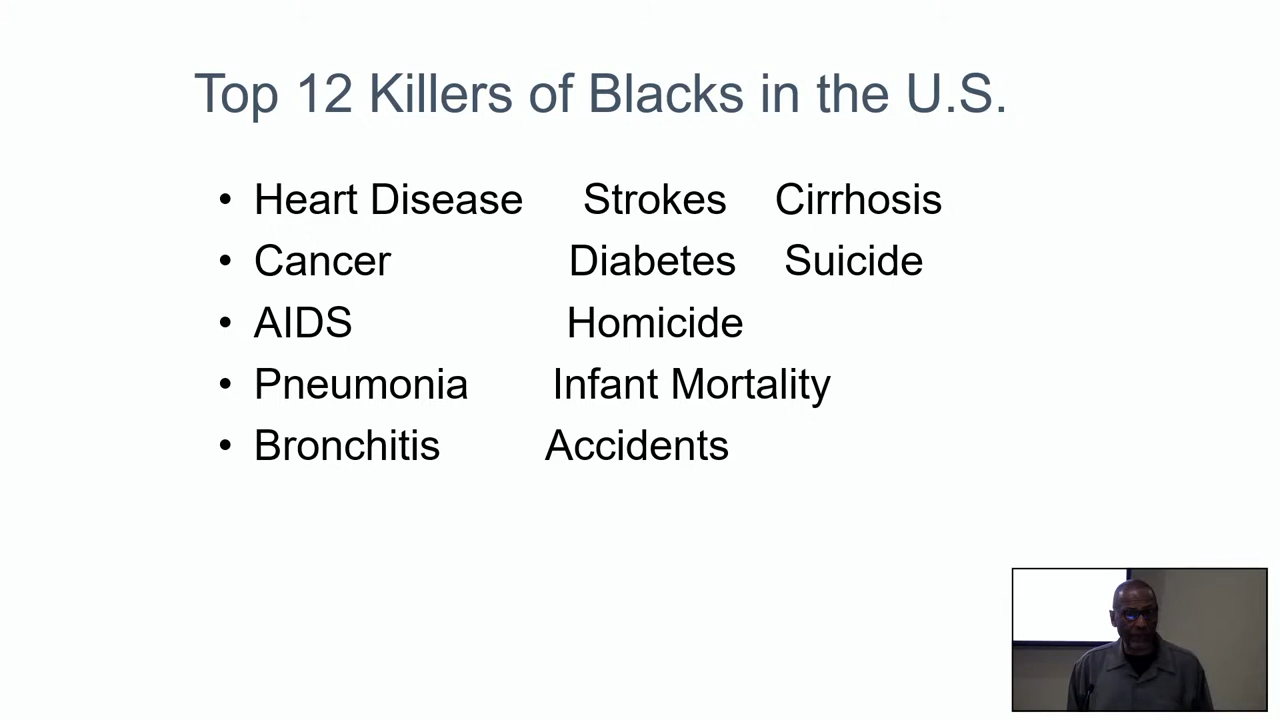 Top 12 Killers of Blacks in the U.S.
• Heart Disease Strokes Cirrhosis
• Cancer Diabetes Suicide
• AIDS Homicide
• Pneumonia Infant Mortality
• Bronchitis Accidents